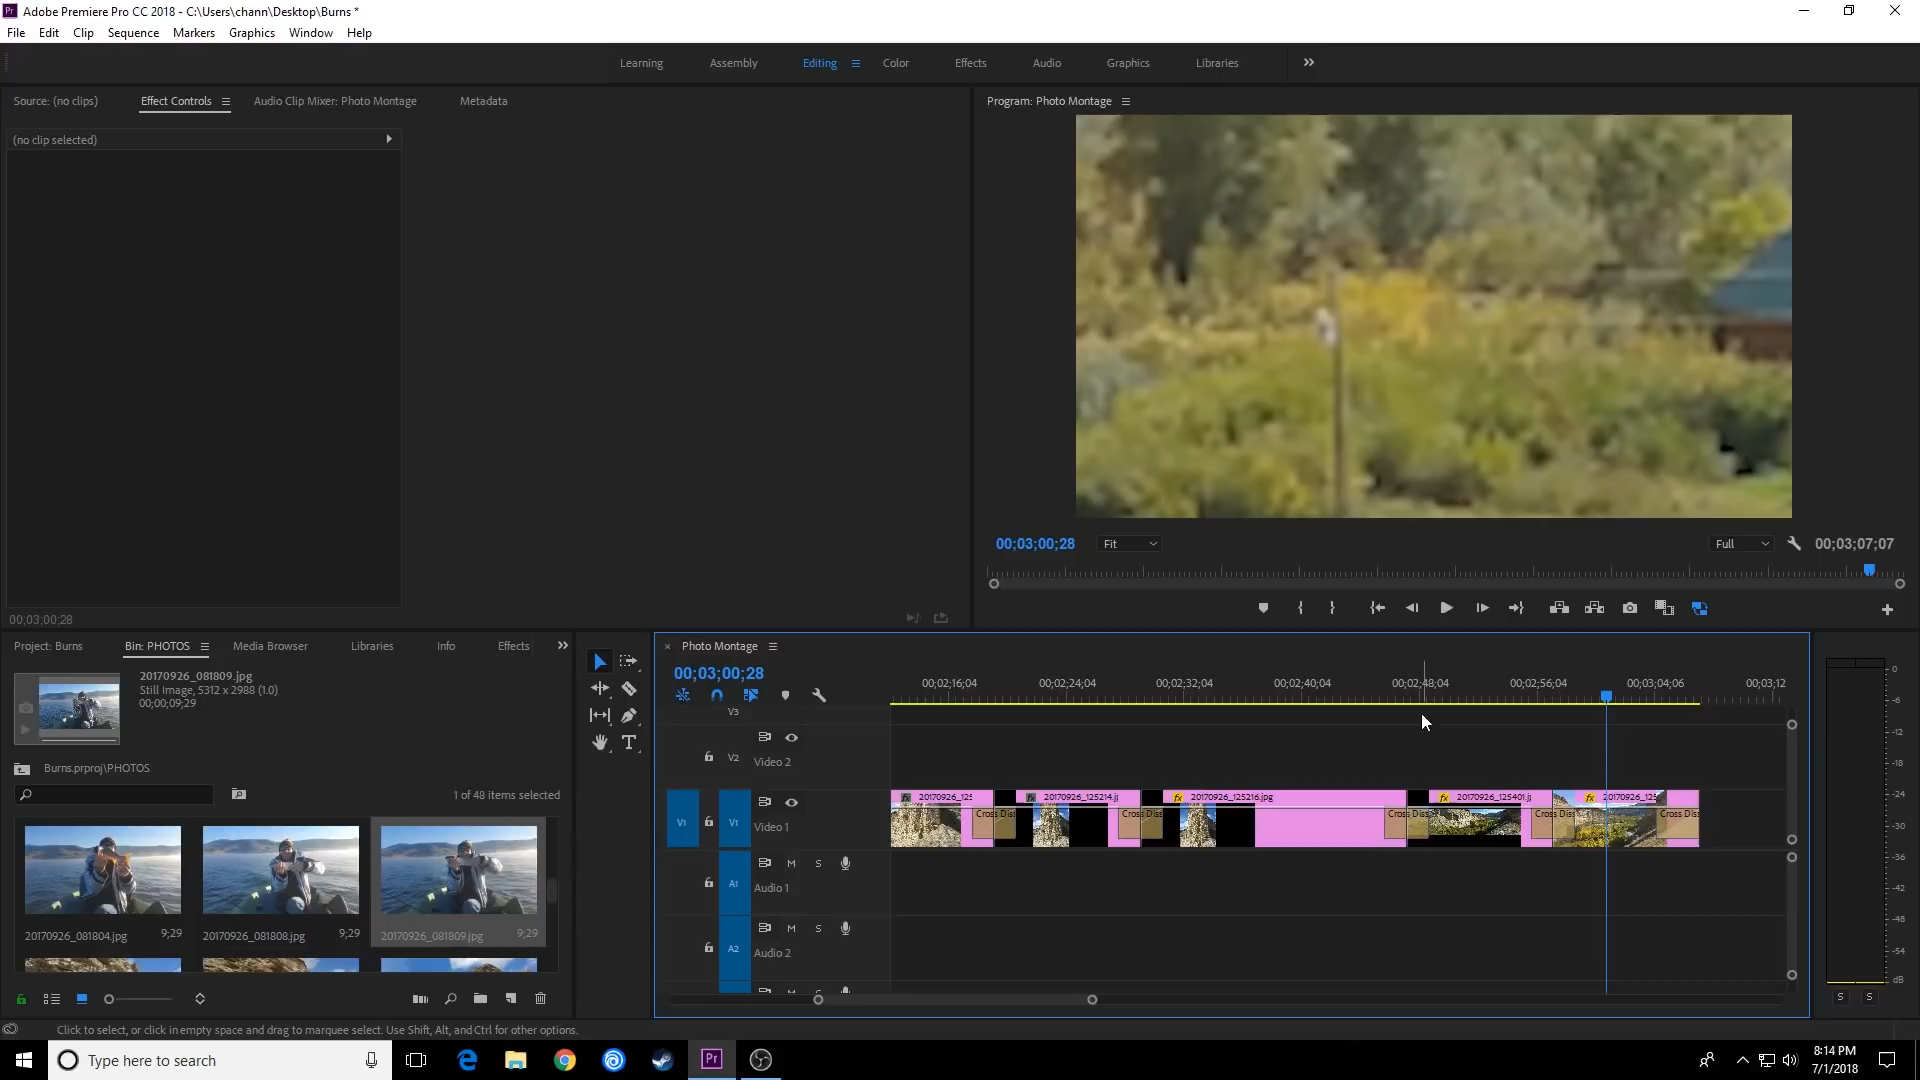 Adobe Premiere Pro CC 2018 - C:\Users\chann\Desktop\Burns *
File Edit Clip Sequence Markers Graphics Window Help
Learning Assembly Editing Color Effects Audio Graphics Libraries
Source: (no clips) Effect Controls Audio Clip Mixer: Photo Montage Metadata
Program: Photo Montage
(no clip selected)
00;03;00;28 Fit Full 00;03;07;07
00;03;00;28
Project: Burns Bin: PHOTOS Media Browser Libraries Info Effects
20170926_081809.jpg
Still Image, 5312 x 2988 (1.0)
00;00;09;29
Burns.prproj\PHOTOS
1 of 48 items selected
20170926_081804.jpg 9;29 20170926_081808.jpg 9;29 20170926_081809.jpg 9;29
Photo Montage
00;03;00;28
00;02;16;04 00;02;24;04 00;02;32;04 00;02;40;04 00;02;48;04 00;02;56;04 00;03;04;06 00;03;12
V3
V2 Video 2
V1 V1 Video 1
fx 20170926_125 fx 20170926_125214.j fx 20170926_125216.jpg fx 20170926_125401.j fx 20170926_125
Cross Diss Cross Diss Cross Diss Cross Diss Cross Diss
M S
A1 Audio 1
M S
A2 Audio 2
0
-6
-12
-18
-24
-30
-36
-42
-48
-54
dB
S S
Click to select, or click in empty space and drag to marquee select. Use Shift, Alt, and Ctrl for other options.
Type here to search
Pr
8:14 PM
7/1/2018